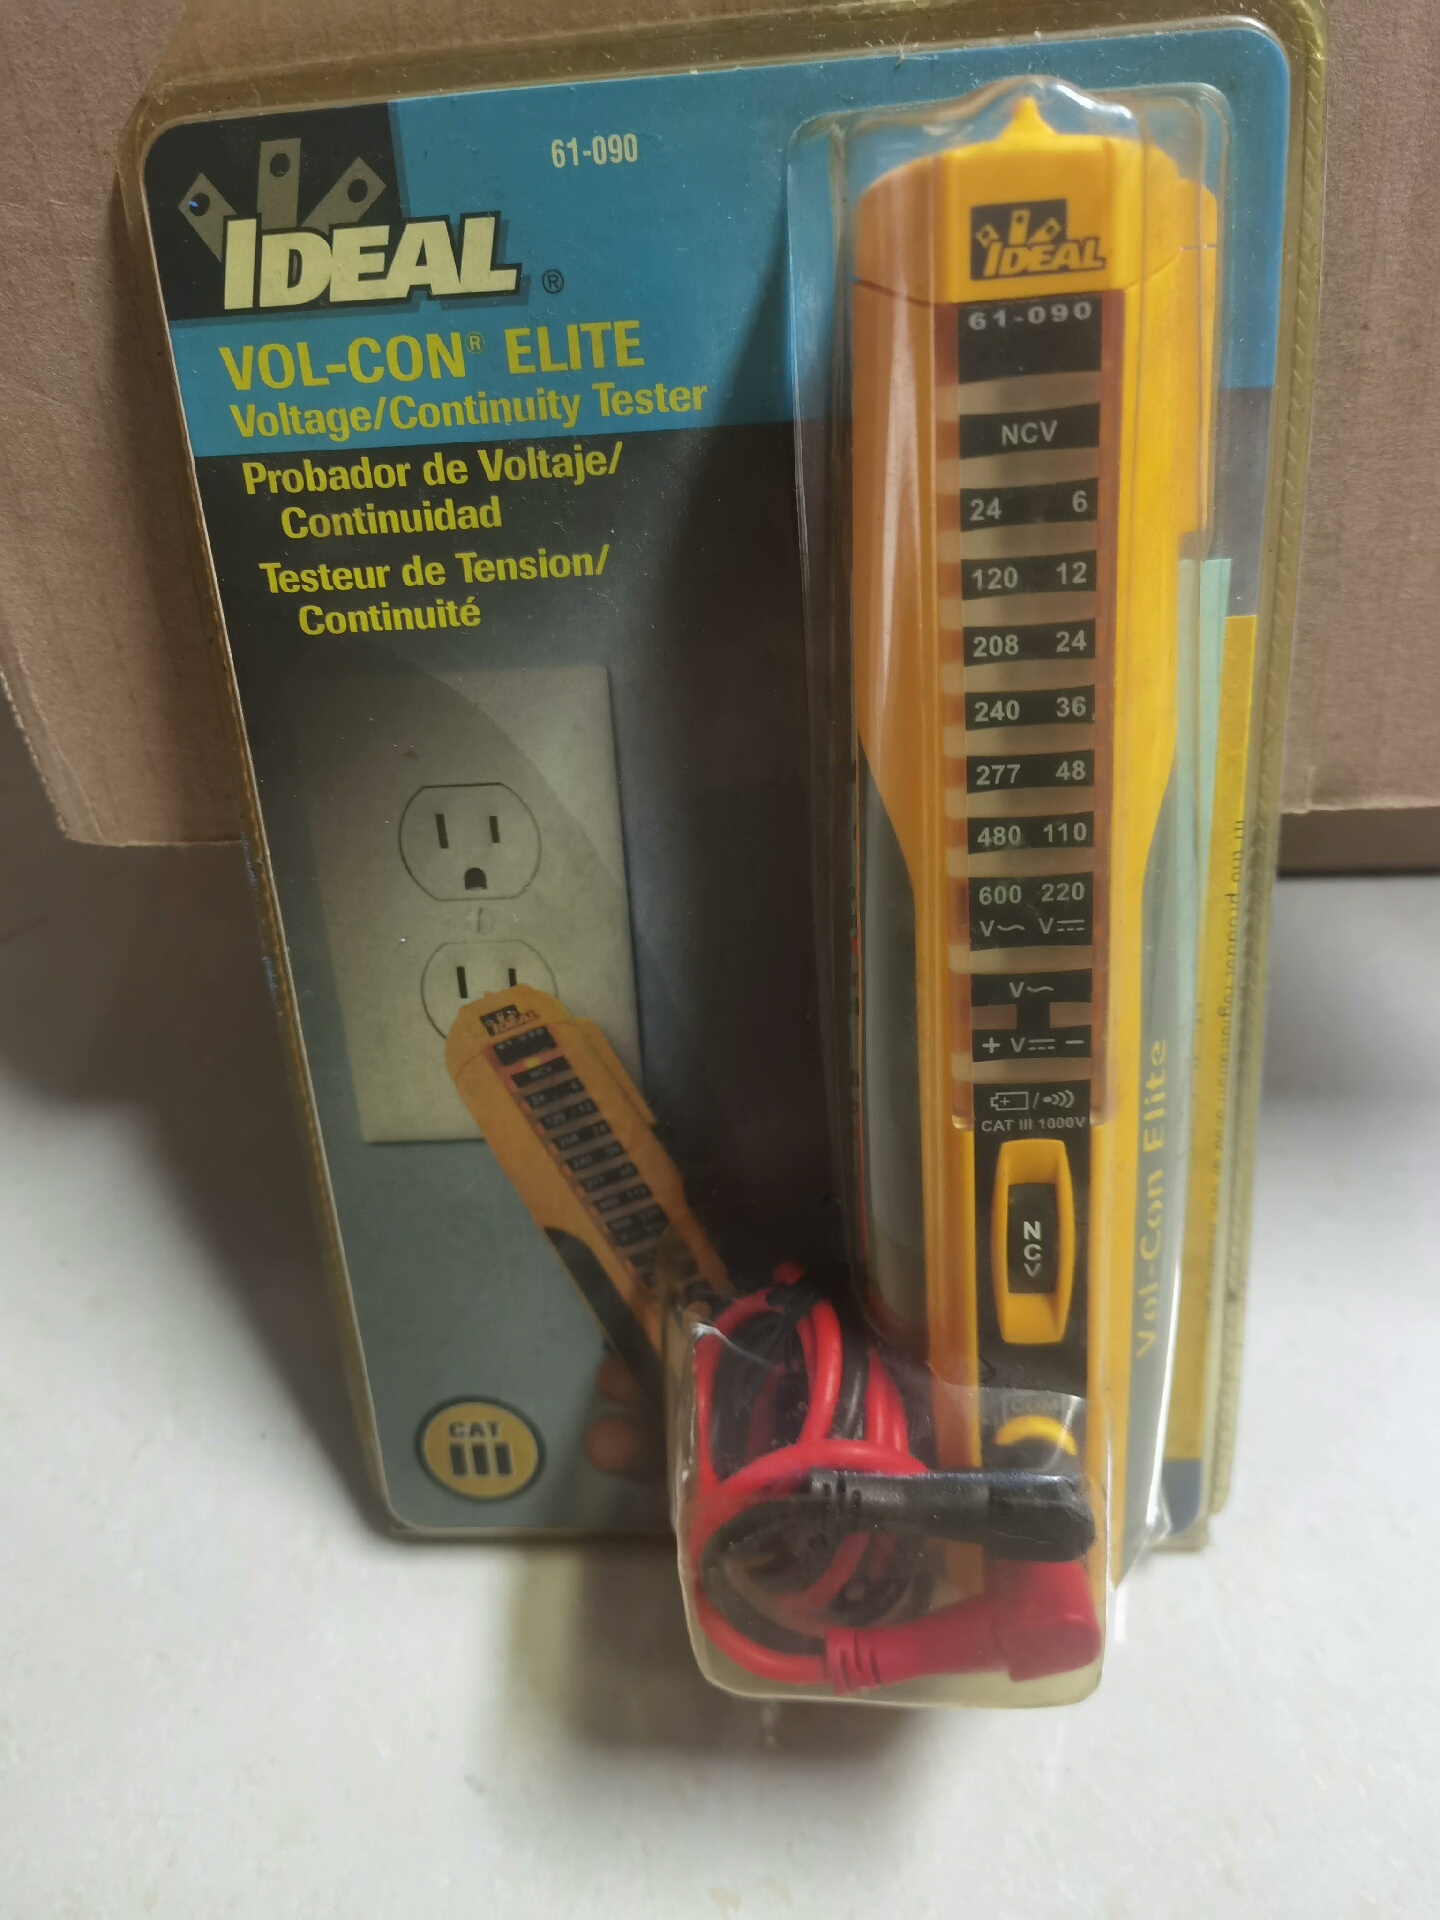 61-090
IDEAL®
VOL-CON® ELITE
Voltage/Continuity Tester
Probador de Voltaje/
Continuidad
Testeur de Tension/
Continuité
IDEAL
CAT
III
IDEAL
61-090
NCV
24 6
120 12
208 24
240 36
277 48
480 110
600 220
V V
V
+ V -
/
CAT III 1000V
NCV
COM
Vol-Con Elite